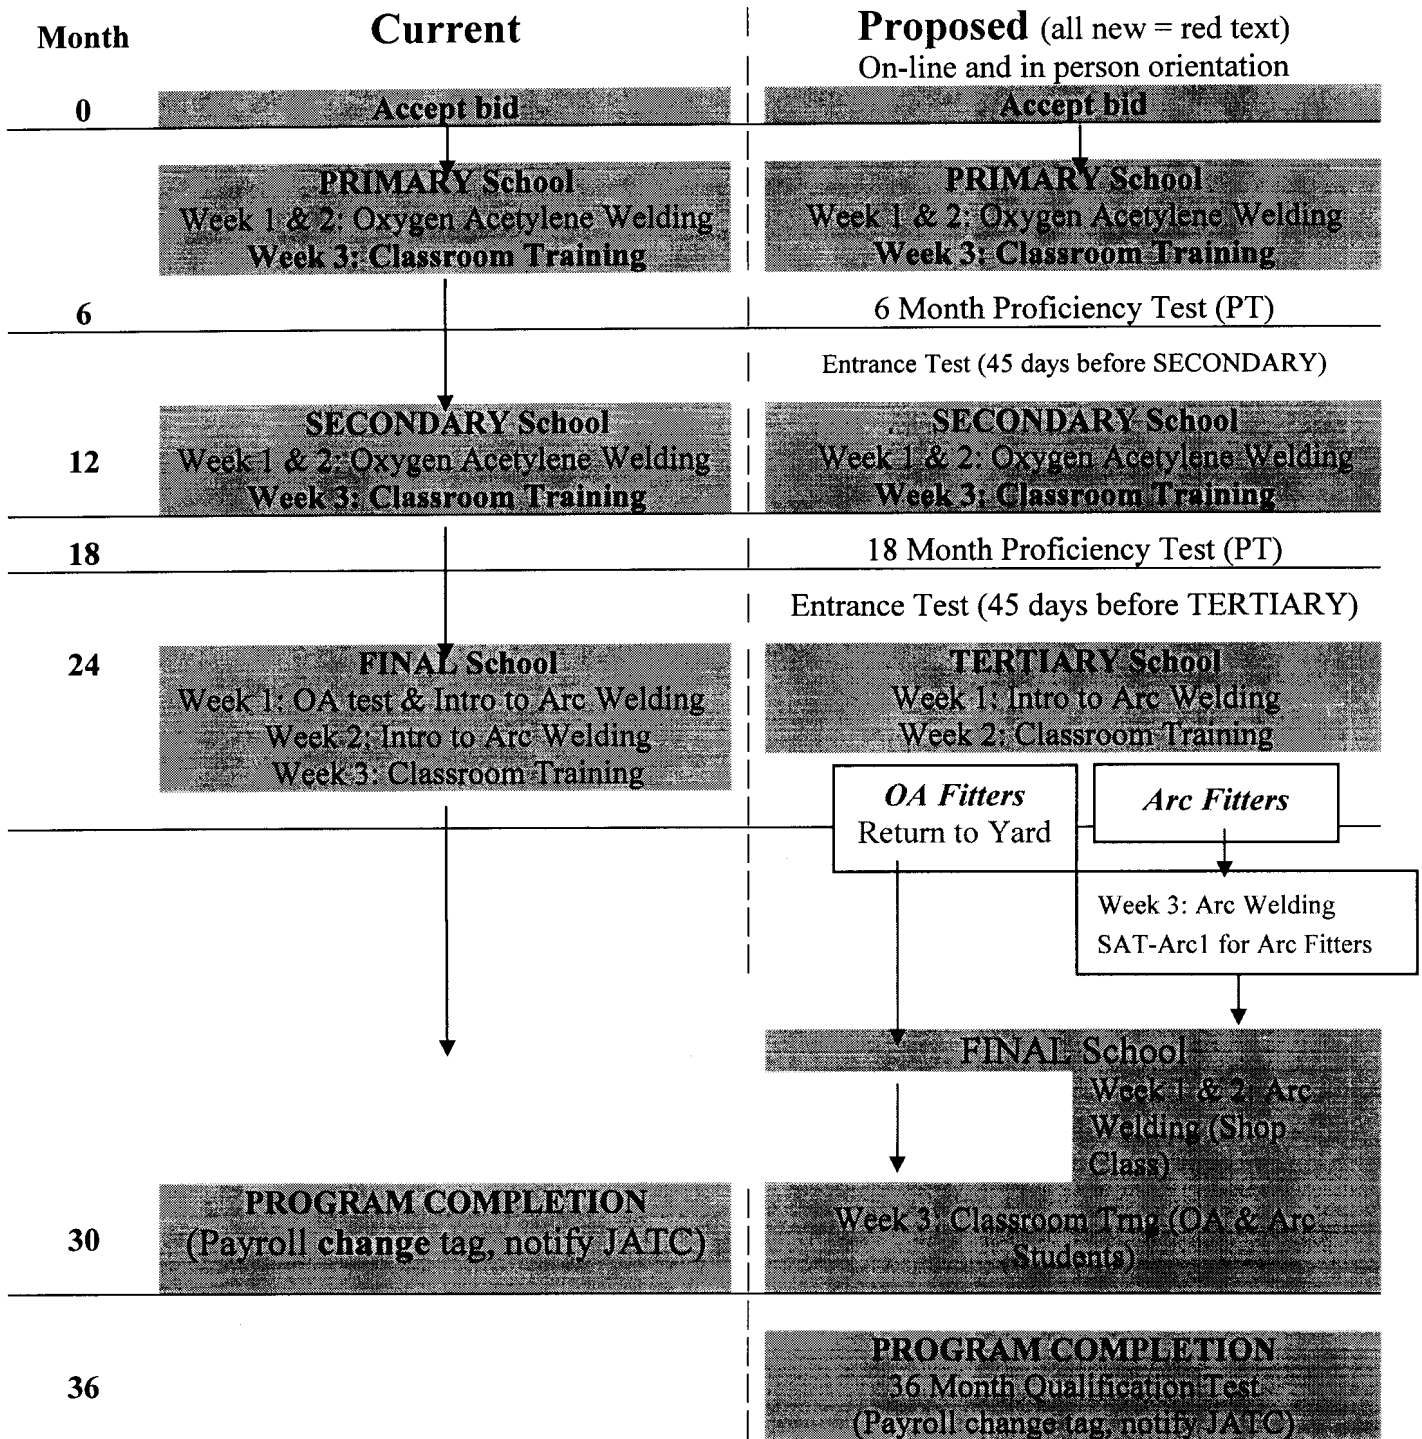 Month
Current
Proposed (all new = red text)
On-line and in person orientation
0
Accept bid
Accept bid
PRIMARY School
Week 1 & 2: Oxygen Acetylene Welding
Week 3: Classroom Training
PRIMARY School
Week 1 & 2: Oxygen Acetylene Welding
Week 3: Classroom Training
6
6 Month Proficiency Test (PT)
Entrance Test (45 days before SECONDARY)
12
SECONDARY School
Week 1 & 2: Oxygen Acetylene Welding
Week 3: Classroom Training
SECONDARY School
Week 1 & 2: Oxygen Acetylene Welding
Week 3: Classroom Training
18
18 Month Proficiency Test (PT)
Entrance Test (45 days before TERTIARY)
24
FINAL School
Week 1: OA test & Intro to Arc Welding
Week 2: Intro to Arc Welding
Week 3: Classroom Training
TERTIARY School
Week 1: Intro to Arc Welding
Week 2: Classroom Training
OA Fitters
Return to Yard
Arc Fitters
Week 3: Arc Welding
SAT-Arc1 for Arc Fitters
FINAL School
Week 1 & 2: Arc
Welding (Shop
Class)
30
PROGRAM COMPLETION
(Payroll change tag, notify JATC)
Week 3: Classroom Trng (OA & Arc
Students)
36
PROGRAM COMPLETION
36 Month Qualification Test
(Payroll change tag, notify JATC)